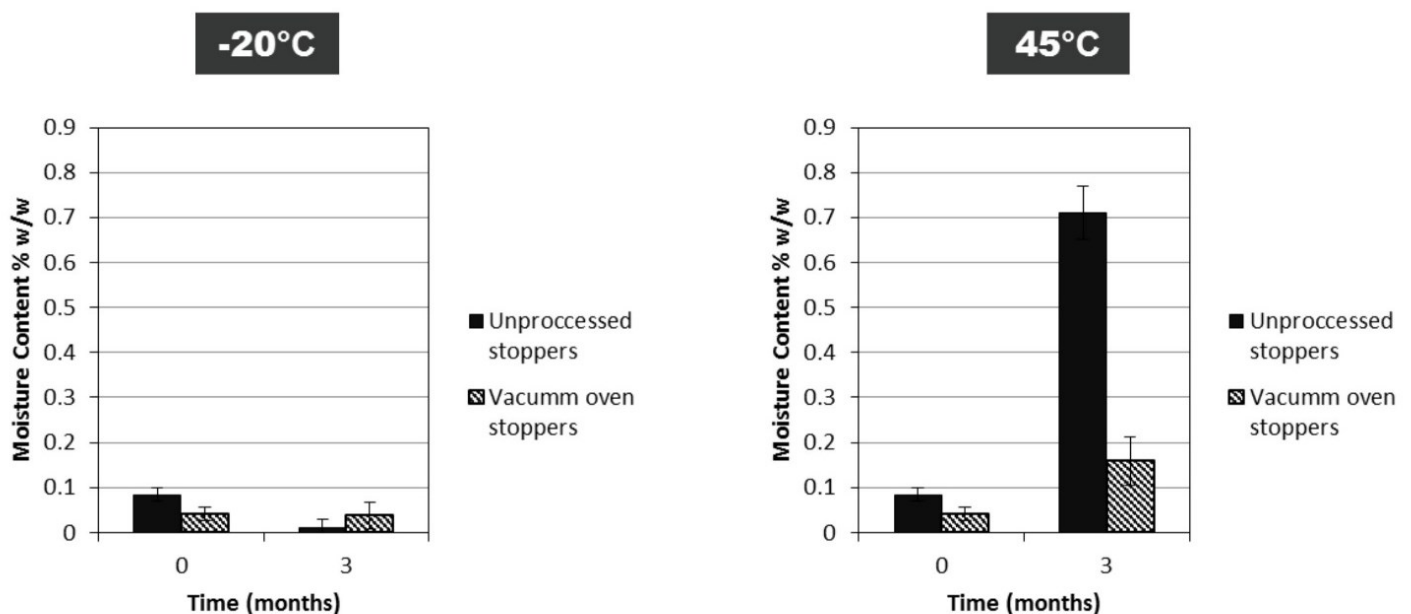 -20°C
Moisture Content % w/w
0.9
0.8
0.7
0.6
0.5
0.4
0.3
0.2
0.1
0
0 3
Time (months)
Unproccessed
stoppers
Vacumm oven
stoppers
45°C
Moisture Content % w/w
0.9
0.8
0.7
0.6
0.5
0.4
0.3
0.2
0.1
0
0 3
Time (months)
Unproccessed
stoppers
Vacumm oven
stoppers